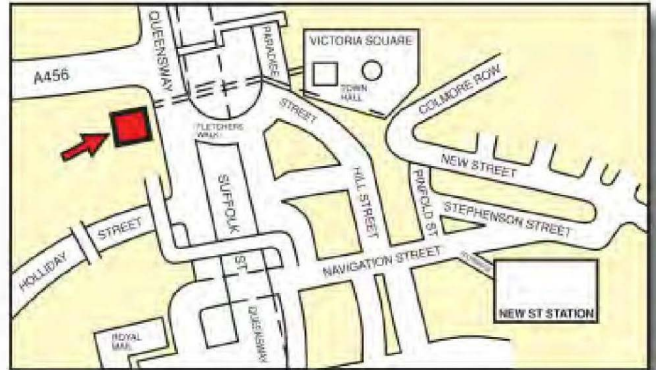 QUEENSWAY
PARADISE
VICTORIA SQUARE
A456
TOWN
HALL
COLMORE ROW
STREET
FLETCHERS
WALK
NEW STREET
HILL STREET
PINFOLD ST
SUFFOLK
ST.
STEPHENSON STREET
STREET
HOLLIDAY
NAVIGATION STREET
QUEENSWAY
NEW ST STATION
ROYAL
MAIL